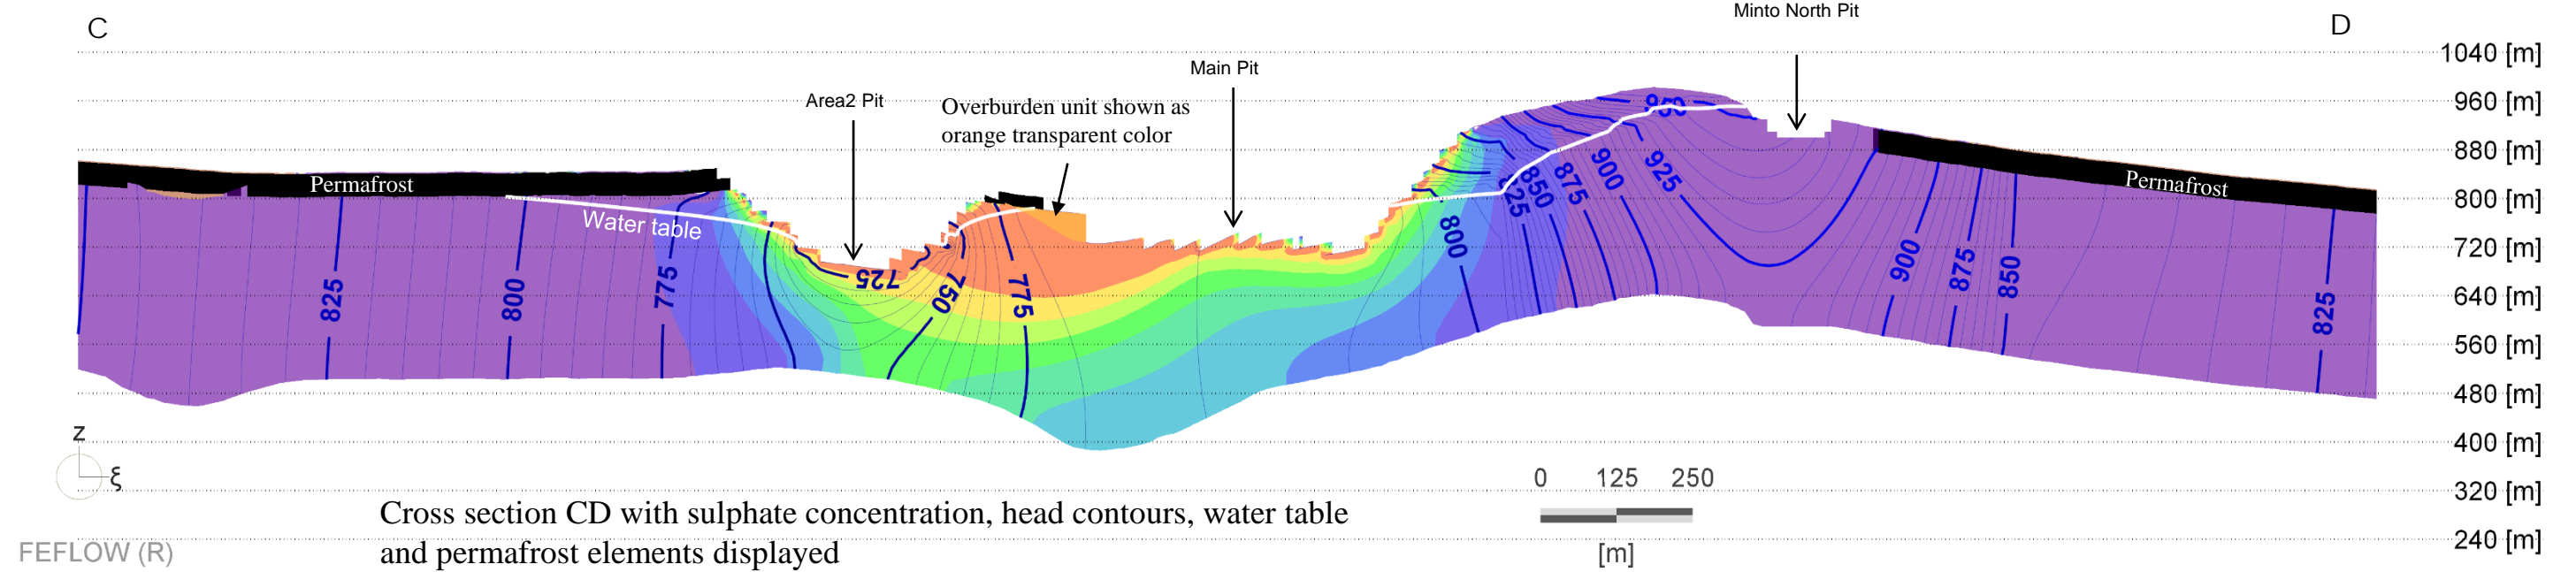 C
Minto North Pit
D
1040 [m]
Main Pit
Area2 Pit
Overburden unit shown as
orange transparent color
950
960 [m]
880 [m]
Permafrost
Permafrost
800 [m]
Water table
825
800
775
725
750
775
800
825
850
875
900
925
900
875
850
825
720 [m]
640 [m]
560 [m]
480 [m]
400 [m]
z
ξ
0 125 250
320 [m]
Cross section CD with sulphate concentration, head contours, water table
and permafrost elements displayed
[m]
240 [m]
FEFLOW (R)